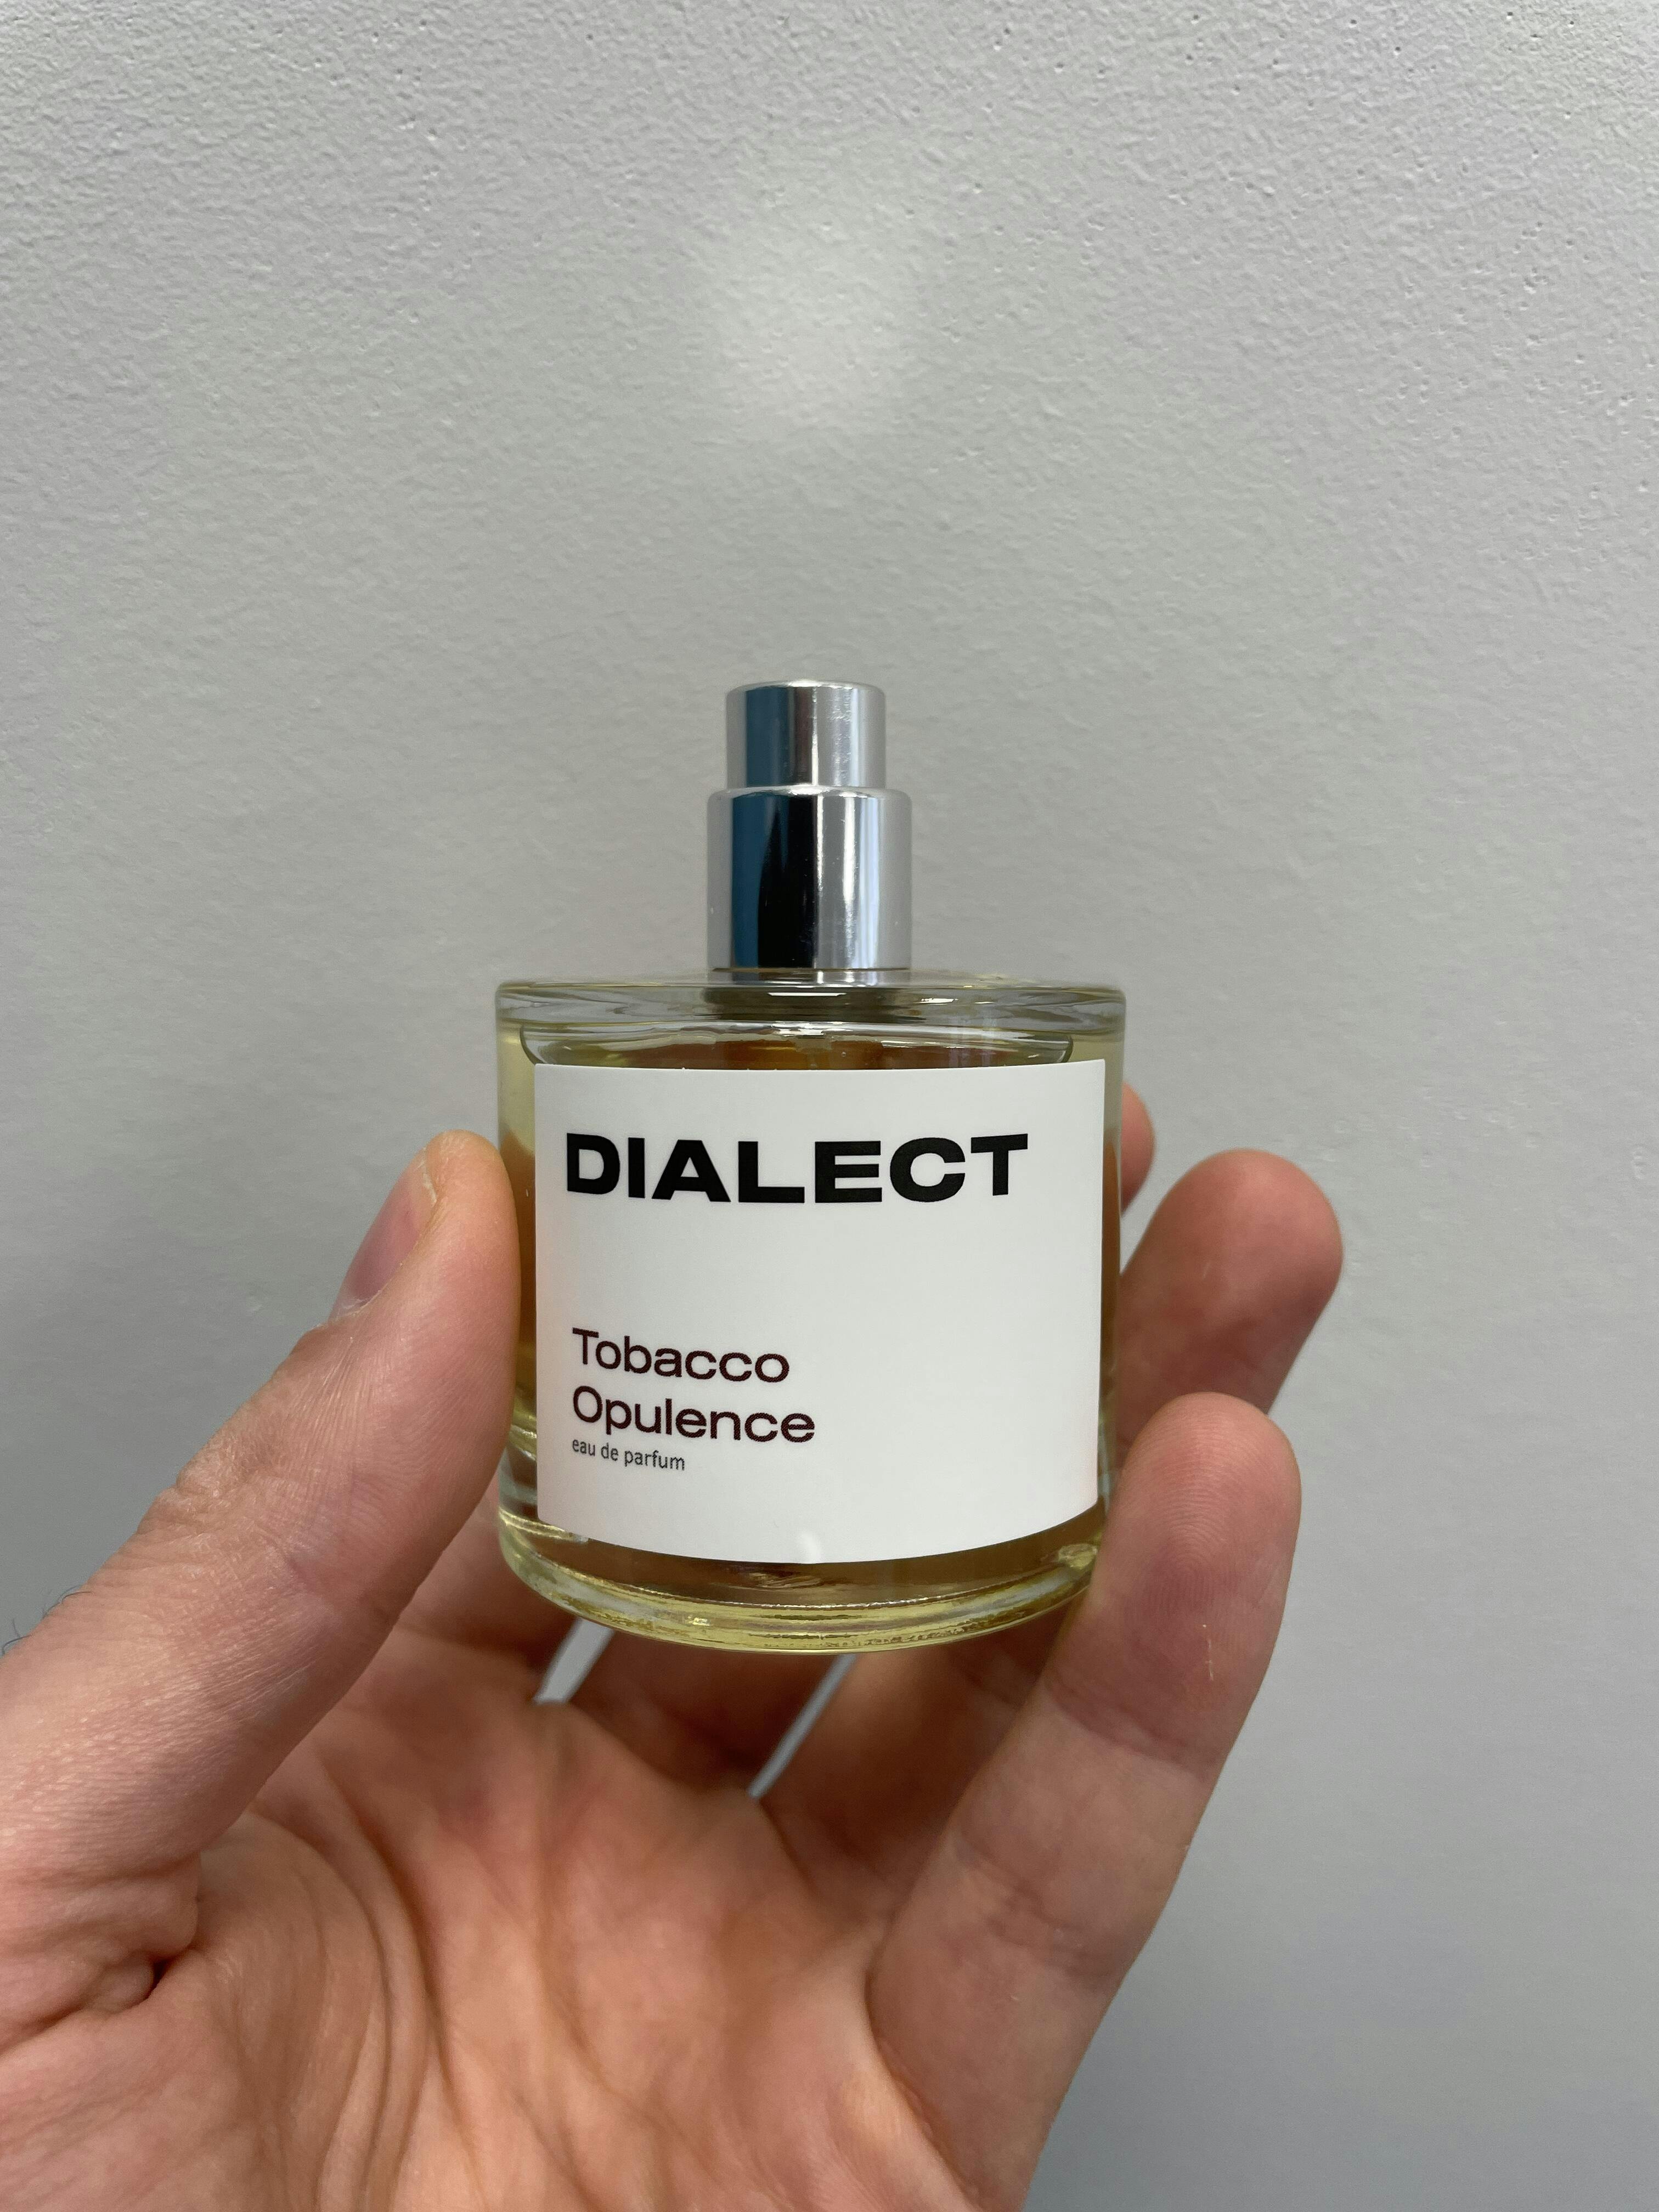 DIALECT
Tobacco
Opulence
eau de parfum